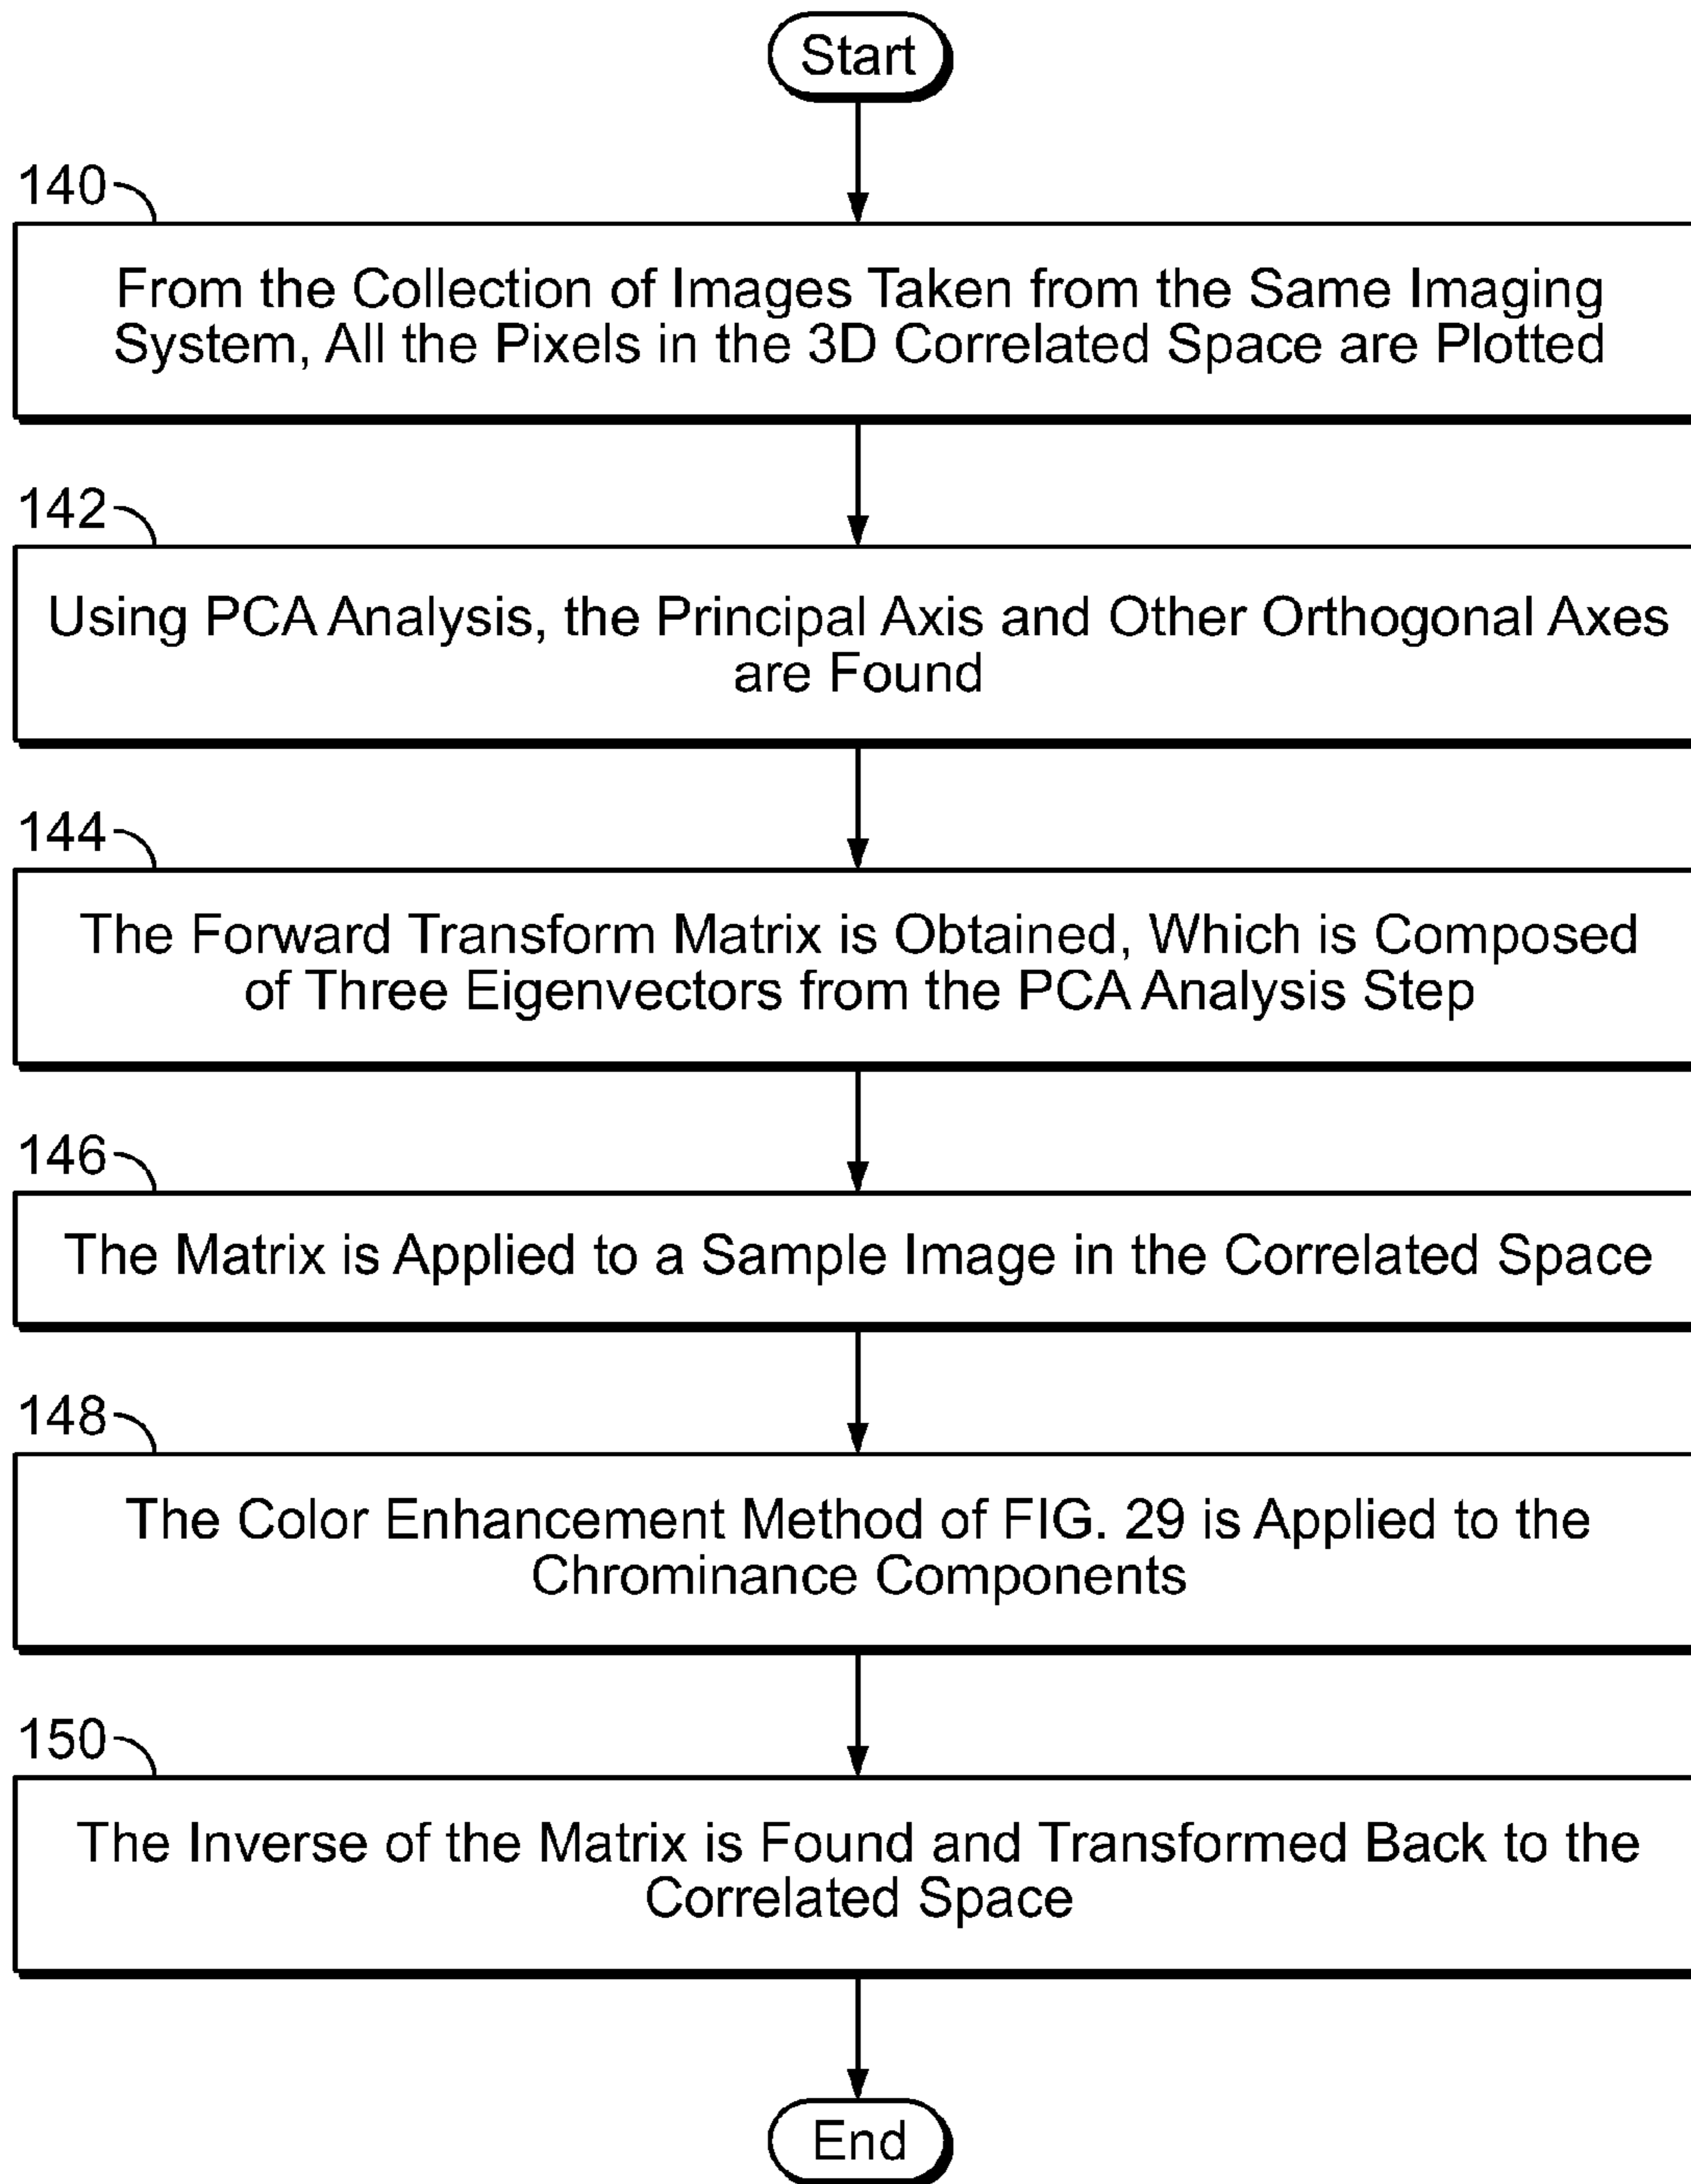 Start
140
From the Collection of Images Taken from the Same Imaging
System, All the Pixels in the 3D Correlated Space are Plotted
142
Using PCA Analysis, the Principal Axis and Other Orthogonal Axes
are Found
144
The Forward Transform Matrix is Obtained, Which is Composed
of Three Eigenvectors from the PCA Analysis Step
146
The Matrix is Applied to a Sample Image in the Correlated Space
148
The Color Enhancement Method of FIG. 29 is Applied to the
Chrominance Components
150
The Inverse of the Matrix is Found and Transformed Back to the
Correlated Space
End